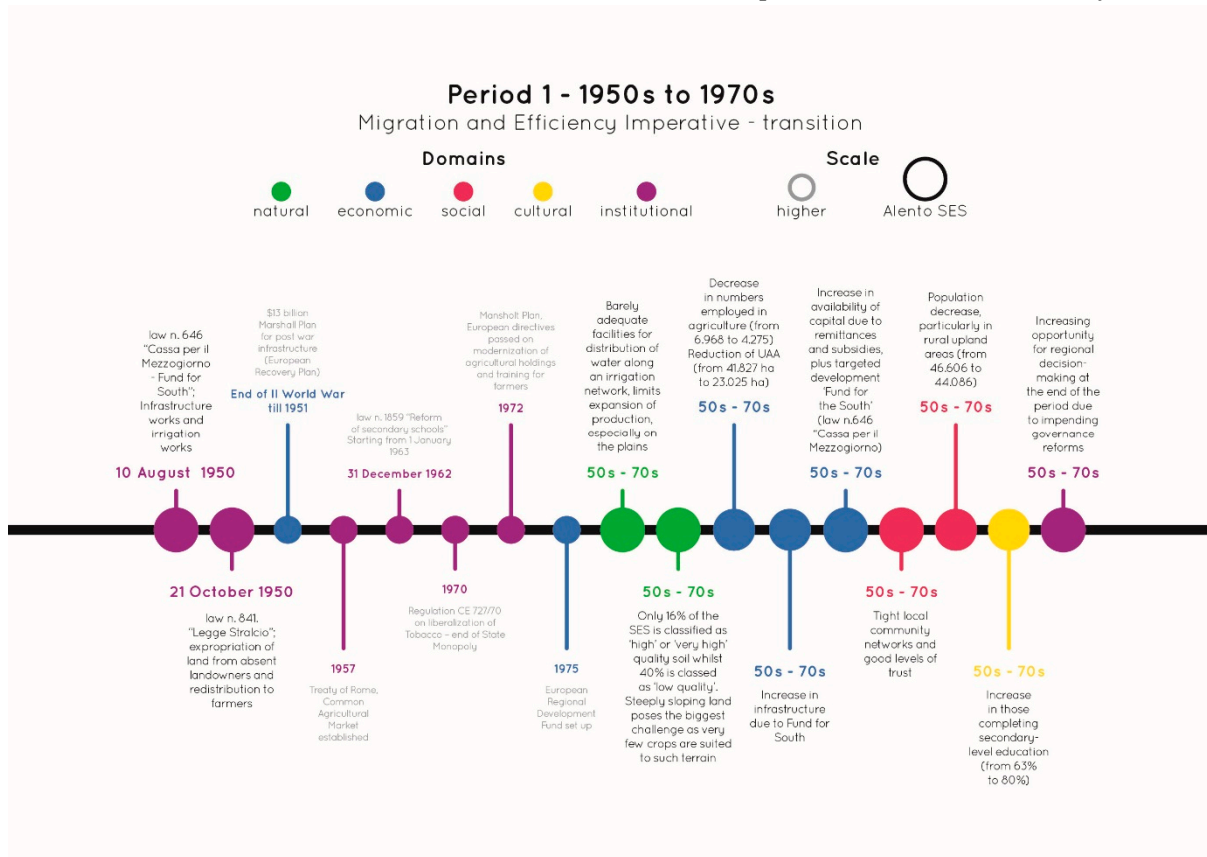 Period 1 - 1950s to 1970s
Migration and Efficiency Imperative - transition
Domains
Scale
natural
economic
social
cultural
institutional
higher
Alento SES
law n. 646
"Cassa per il
Mezzogiorno
- Fund for
South";
Infrastructure
works and
irrigation
works
10 August 1950
21 October 1950
law n. 841,
"Legge Stralcio";
expropriation of
land from absent
landowners and
redistribution to
farmers
$13 billion
Marshall Plan
for post war
infrastructure
(European
Recovery Plan)
End of II World War
till 1951
1957
Treaty of Rome,
Common
Agricultural
Market
established
law n. 1859 "Reform
of secondary schools"
Starting from 1 January
1963
31 December 1962
1970
Regulation CE 727/70
on liberalization of
Tobacco – end of State
Monopoly
Mansholt Plan,
European directives
passed on
modernization of
agricultural holdings
and training for
farmers
1972
1975
European
Regional
Development
Fund set up
Barely
adequate
facilities for
distribution of
water along
an irrigation
network, limits
expansion of
production,
especially on
the plains
50s - 70s
50s - 70s
Only 16% of the
SES is classified as
'high' or 'very high'
quality soil whilst
40% is classed
as 'low quality'.
Steeply sloping land
poses the biggest
challenge as very
few crops are suited
to such terrain
Decrease
in numbers
employed in
agriculture (from
6.968 to 4.275)
Reduction of UAA
(from 41.827 ha
to 23.025 ha)
50s - 70s
50s - 70s
Increase in
infrastructure
due to Fund for
South
Increase in
availability of
capital due to
remittances
and subsidies,
plus targeted
development
'Fund for
the South'
(law n.646
"Cassa per il
Mezzogiorno)
50s - 70s
50s - 70s
Tight local
community
networks and
good levels of
trust
Population
decrease,
particularly in
rural upland
areas (from
46.606 to
44.086)
50s - 70s
50s - 70s
Increase
in those
completing
secondary-
level education
(from 63%
to 80%)
Increasing
opportunity
for regional
decision-
making at
the end of the
period due
to impending
governance
reforms
50s - 70s